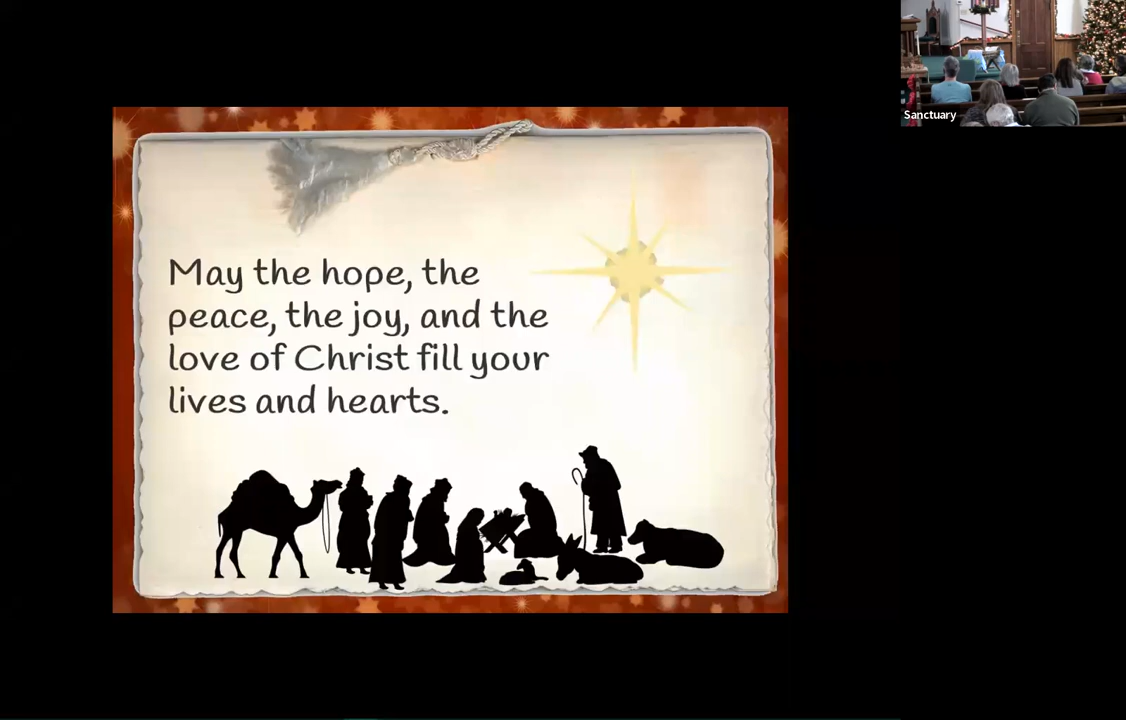 Sanctuary
May the hope, the
peace, the joy, and the
love of Christ fill your
lives and hearts.